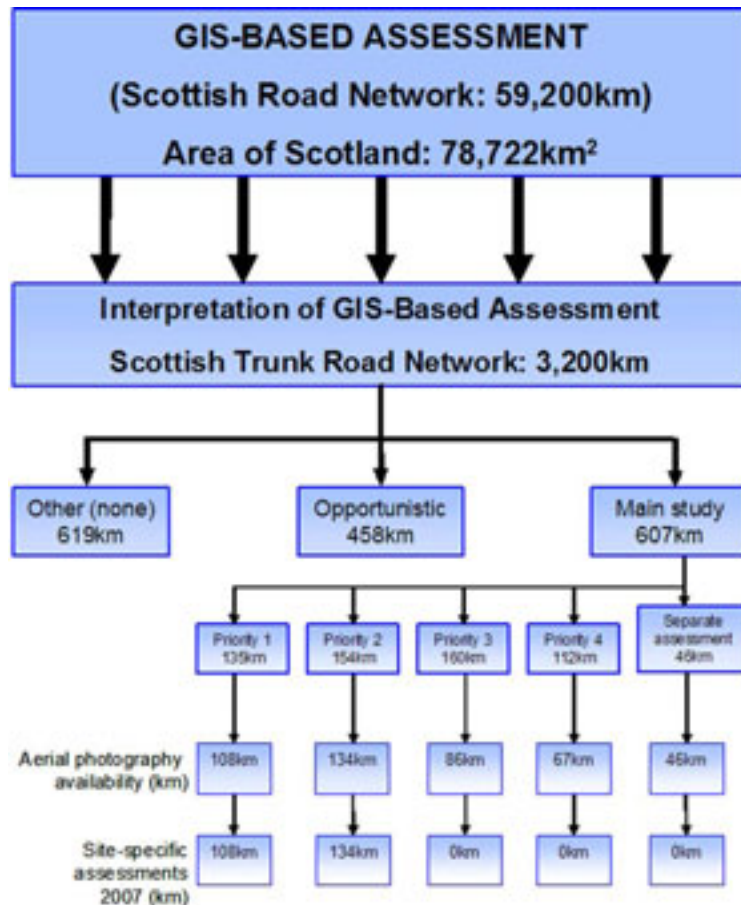 GIS-BASED ASSESSMENT
(Scottish Road Network: 59,200km)
Area of Scotland: 78,722km²
Interpretation of GIS-Based Assessment
Scottish Trunk Road Network: 3,200km
Other (none)
619km
Opportunistic
458km
Main study
607km
Priority 1
135km
Priority 2
154km
Priority 3
160km
Priority 4
112km
Separate
assessment
46km
Aerial photography
availability (km)
108km
134km
86km
67km
46km
Site-specific
assessments
2007 (km)
108km
134km
0km
0km
0km